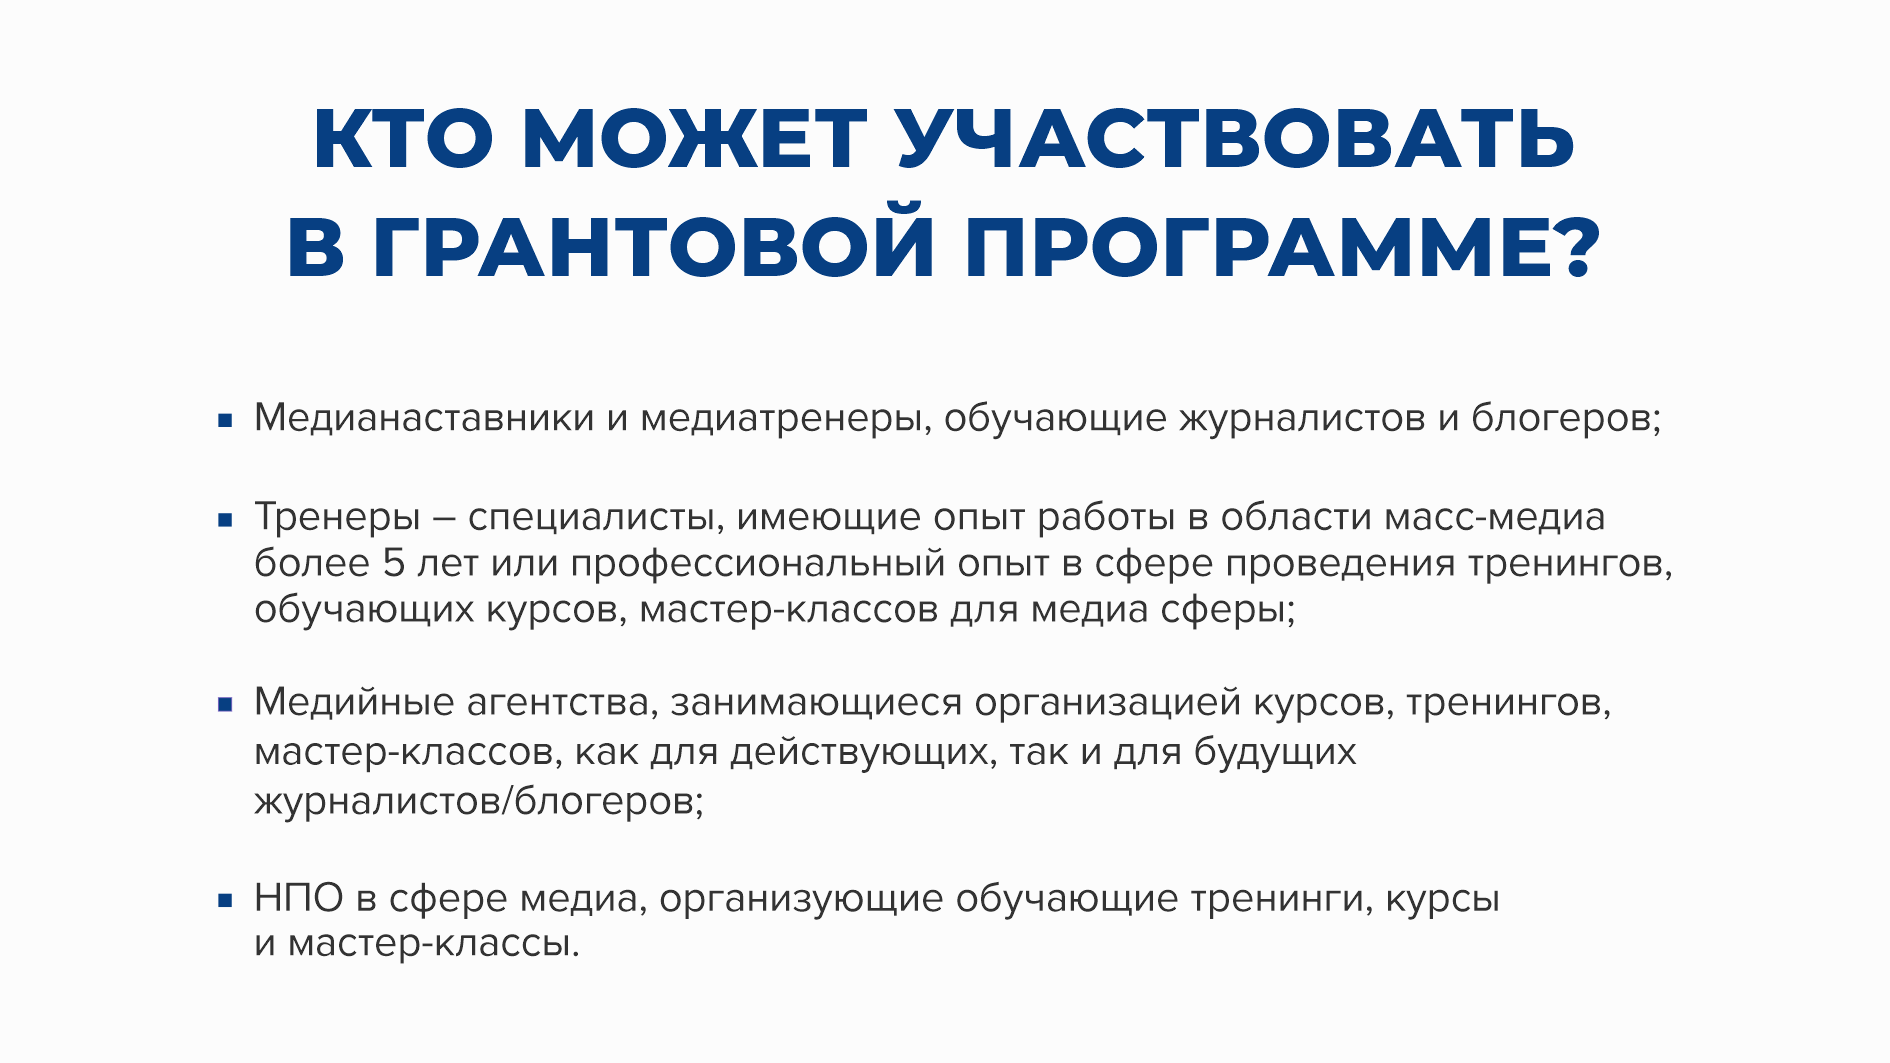 КТО МОЖЕТ УЧАСТВОВАТЬ
В ГРАНТОВОЙ ПРОГРАММЕ?
▪ Медианаставники и медиатренеры, обучающие журналистов и блогеров;
▪ Тренеры – специалисты, имеющие опыт работы в области масс-медиа
более 5 лет или профессиональный опыт в сфере проведения тренингов,
обучающих курсов, мастер-классов для медиа сферы;
▪ Медийные агентства, занимающиеся организацией курсов, тренингов,
мастер-классов, как для действующих, так и для будущих
журналистов/блогеров;
▪ НПО в сфере медиа, организующие обучающие тренинги, курсы
и мастер-классы.